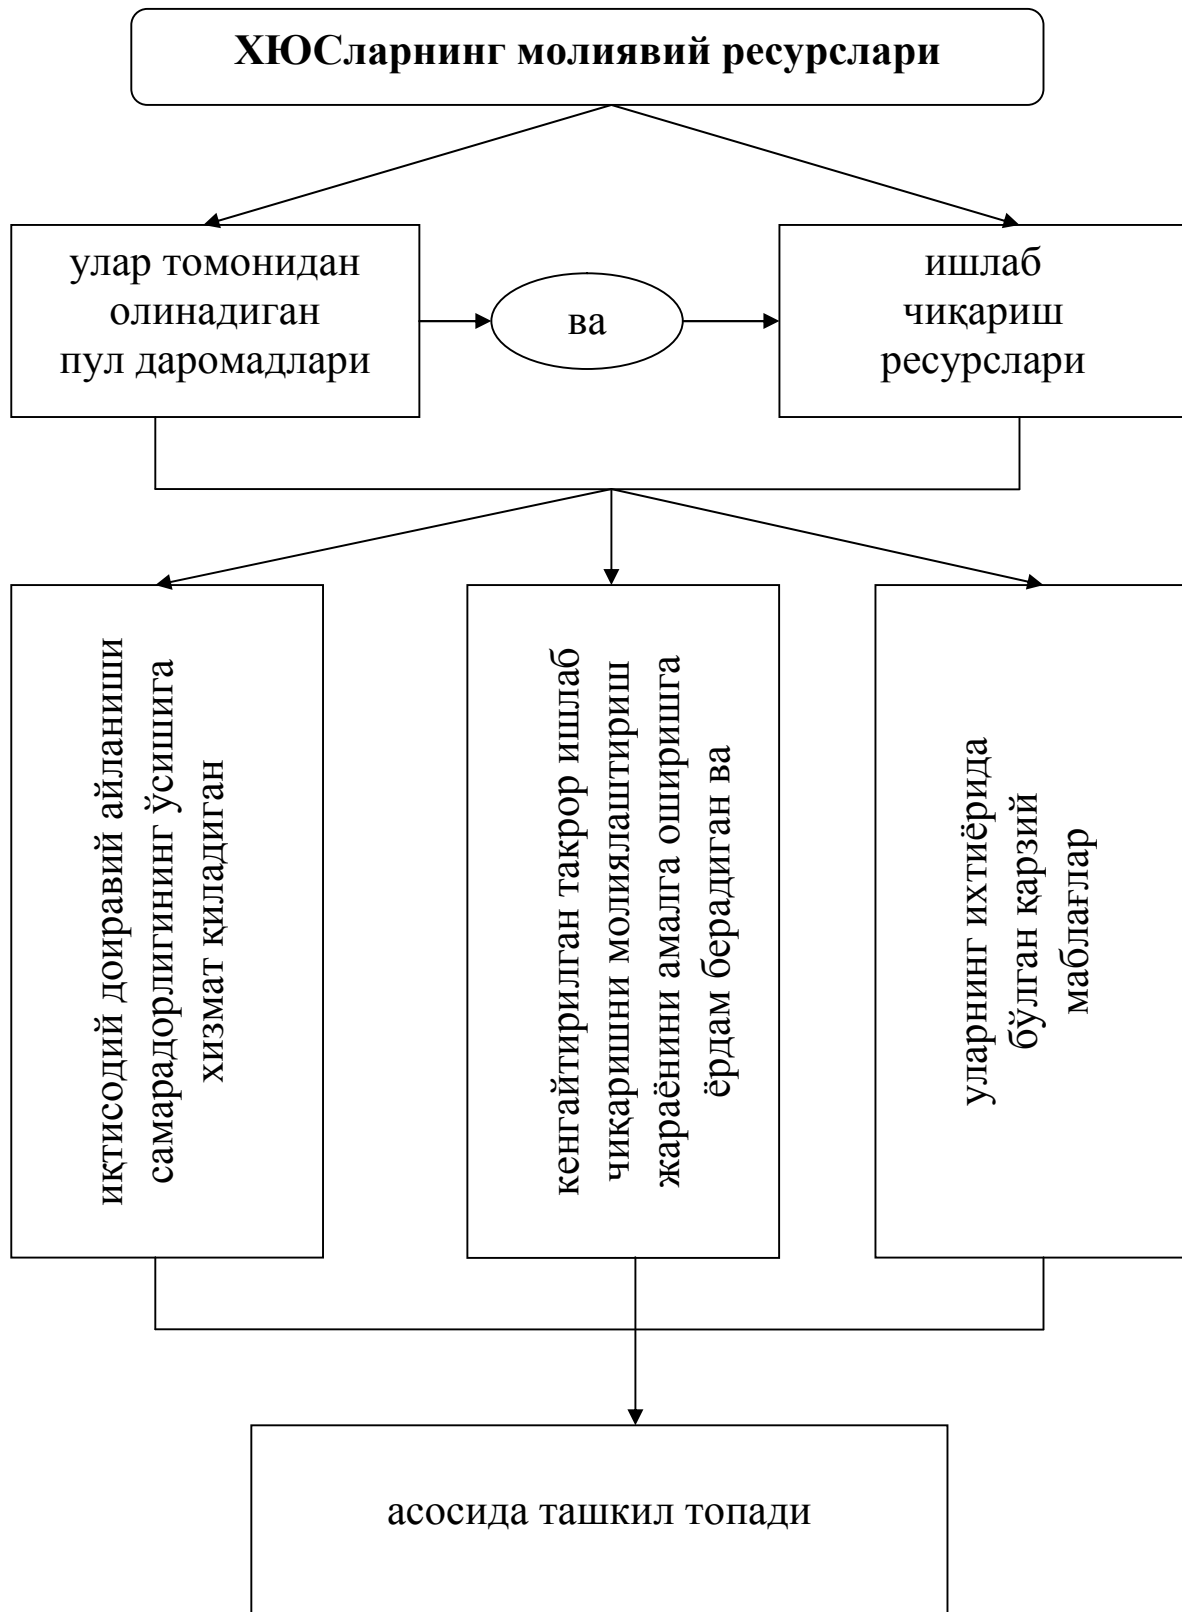 ХЮСларнинг молиявий ресурслари
улар томонидан
олинадиган
пул даромадлари
ва
ишлаб
чиқариш
ресурслари
иқтисодий доиравий айланиши
самарадорлигининг ўсишига
хизмат қиладиган
кенгайтирилган такрор ишлаб
чиқаришни молиялаштириш
жараёнини амалга оширишга
ёрдам берадиган ва
уларнинг ихтиёрида
бўлган қарзий
маблағлар
асосида ташкил топади